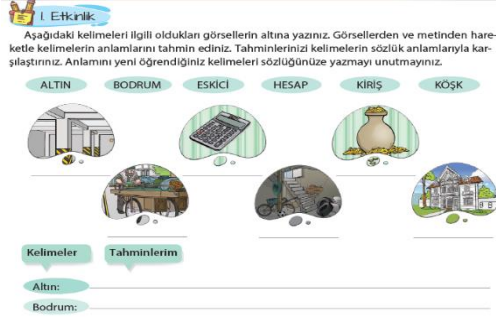 1. Etkinlik
Aşağıdaki kelimeleri ilgili oldukları görsellerin altına yazınız. Görsellerden ve metinden hare-
ketle kelimelerin anlamlarını tahmin ediniz. Tahminlerinizi kelimelerin sözlük anlamlarıyla kar-
şılaştırınız. Anlamını yeni öğrendiğiniz kelimeleri sözlüğünüze yazmayı unutmayınız.
ALTIN BODRUM ESKİCİ HESAP KİRİŞ KÖŞK
Kelimeler Tahminlerim
Altın:
Bodrum: